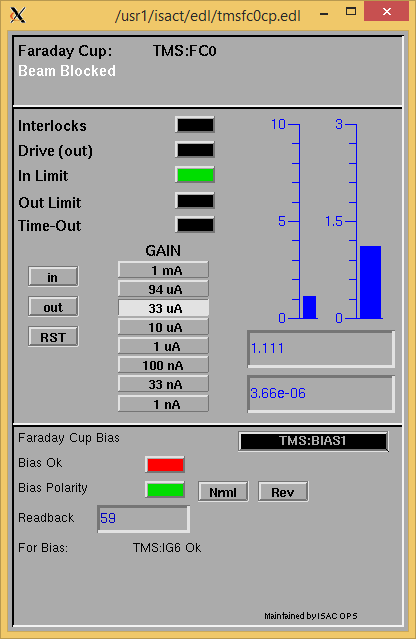 /usr1/isact/edl/tmsfc0cp.edl
Faraday Cup: TMS:FC0
Beam Blocked
Interlocks
Drive (out)
In Limit
Out Limit
Time-Out
10 3
5 1.5
0 0
GAIN
1 mA
94 uA
33 uA
10 uA
1 uA
100 nA
33 nA
1 nA
in
out
RST
1.111
3.66e-06
Faraday Cup Bias TMS:BIAS1
Bias Ok
Bias Polarity Nrml Rev
Readback 59
For Bias: TMS:IG6 Ok
Maintained by ISAC OPS